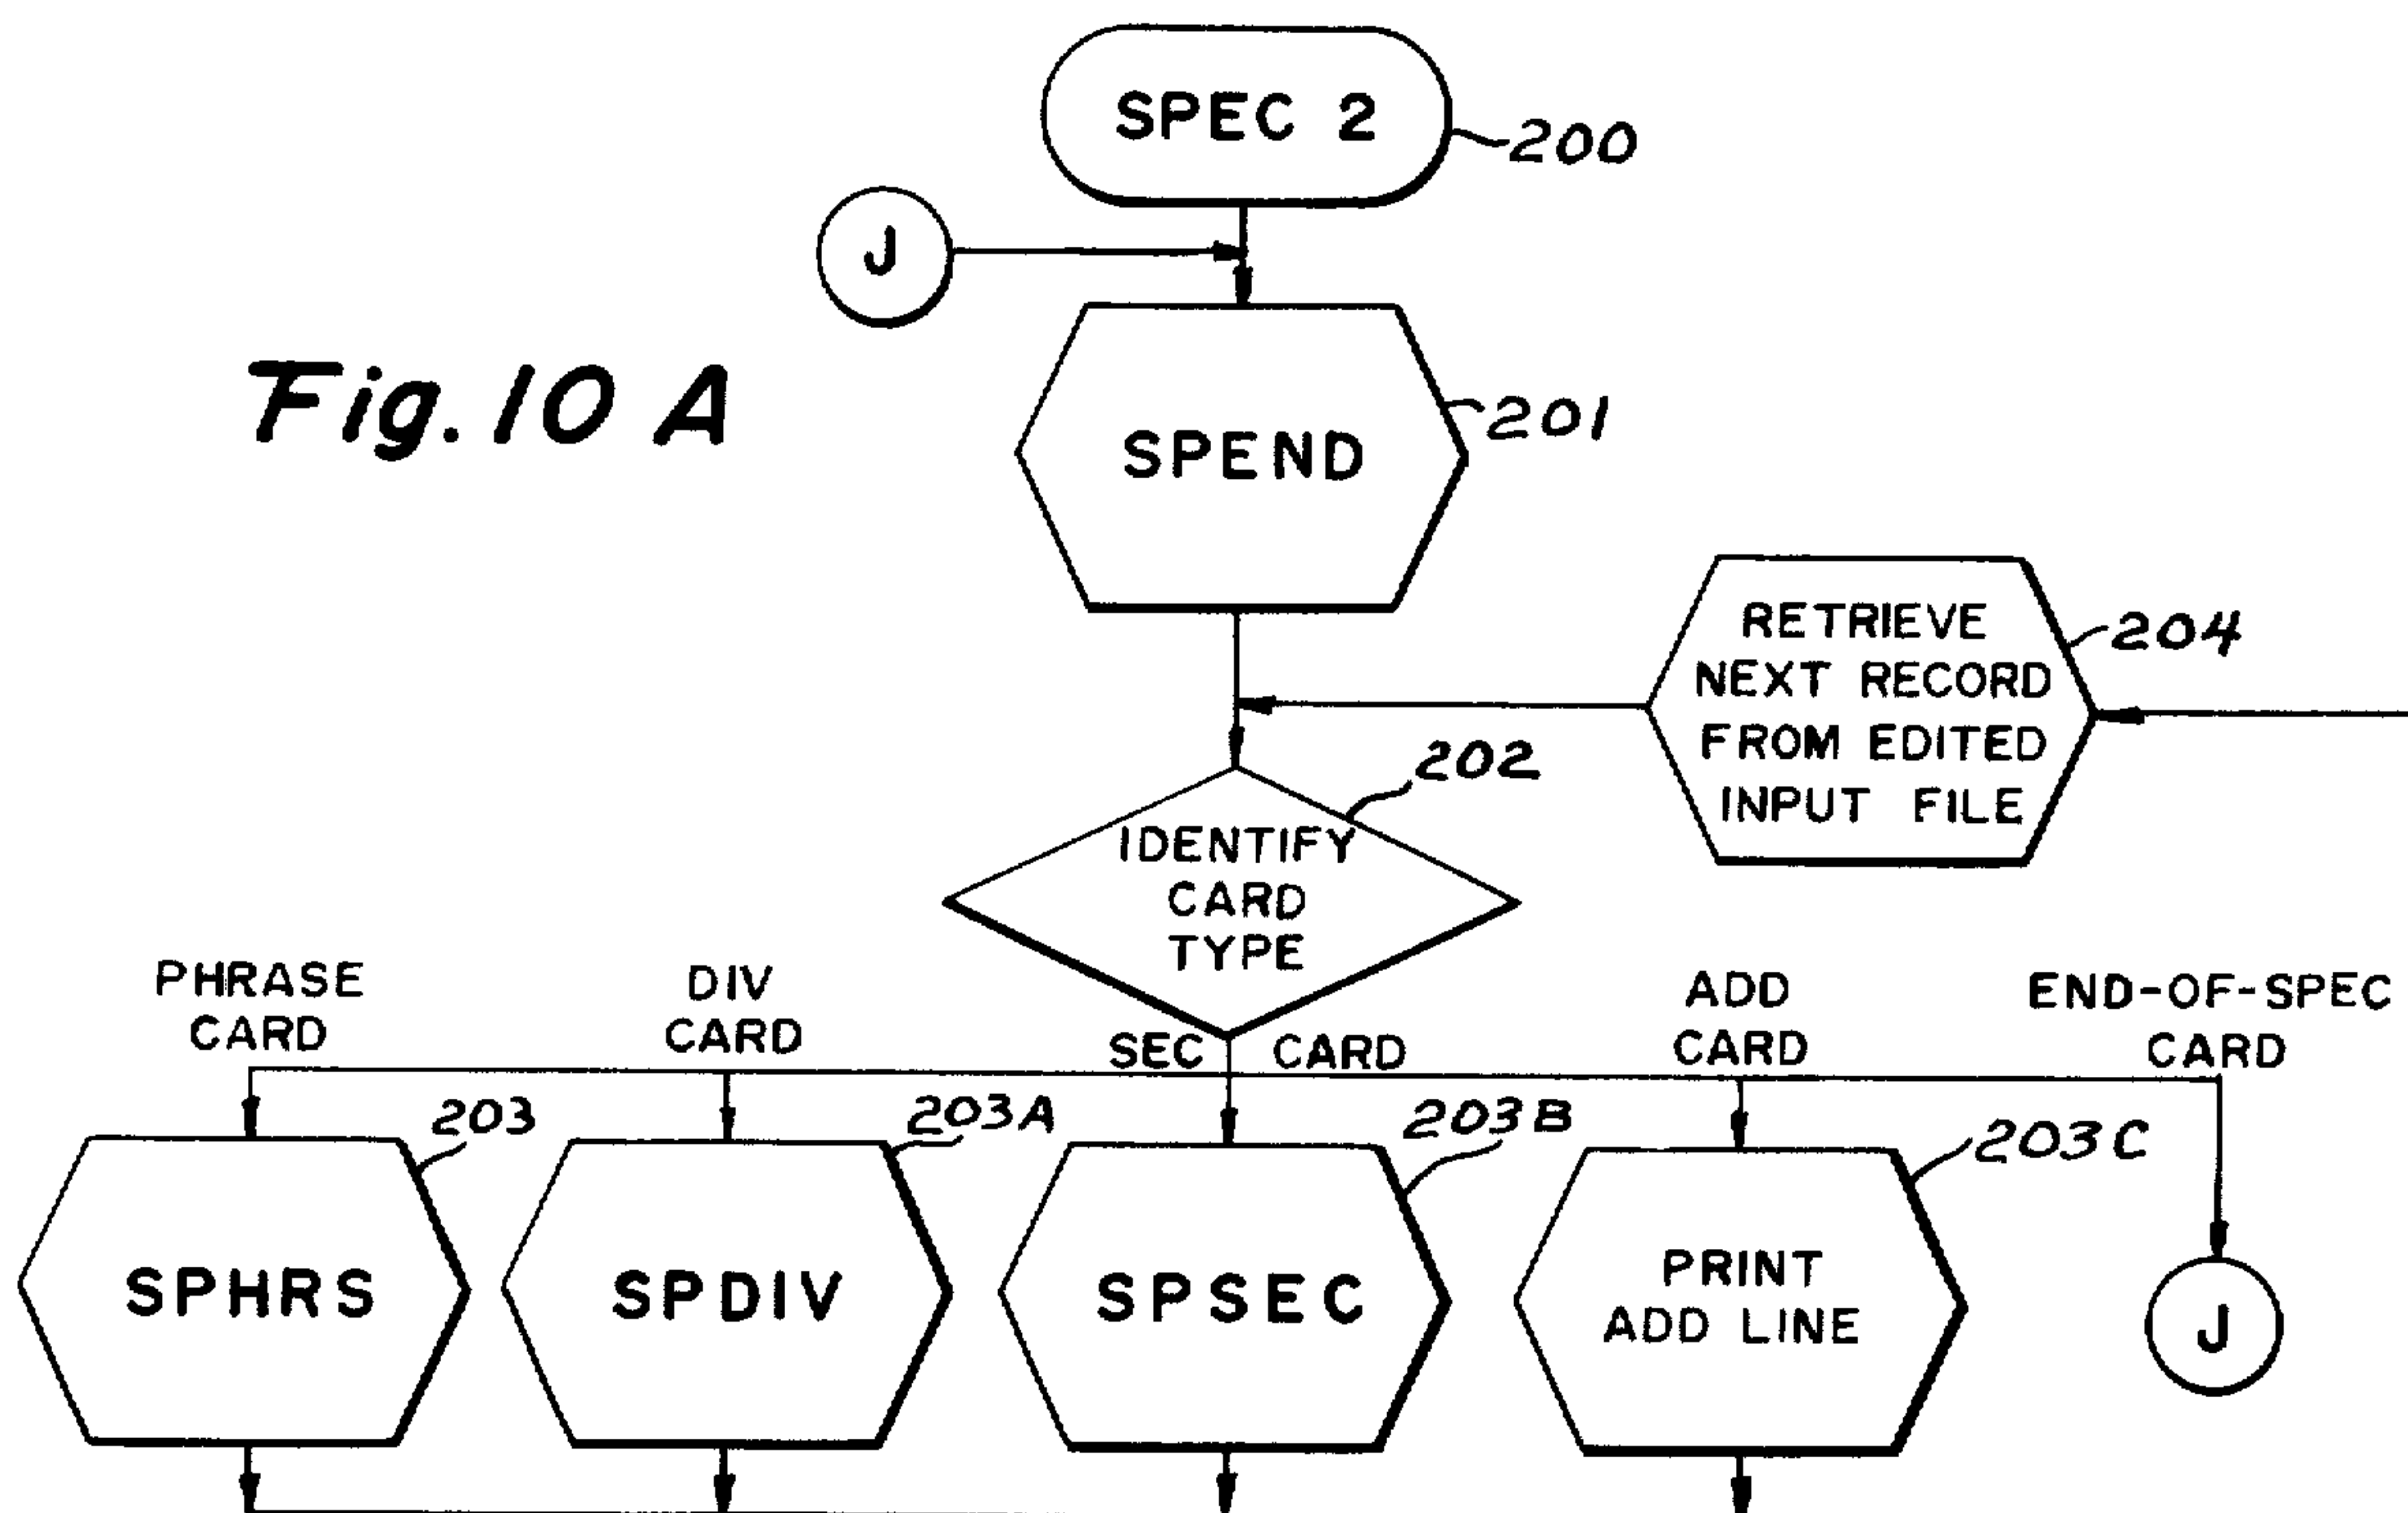 SPEC 2
200
J
Fig. 10 A
SPEND
201
RETRIEVE
NEXT RECORD
FROM EDITED
INPUT FILE
204
202
IDENTIFY
CARD
TYPE
PHRASE
CARD
DIV
CARD
SEC CARD
ADD
CARD
END-OF-SPEC
CARD
203
203A
203B
203C
SPHRS
SPDIV
SPSEC
PRINT
ADD LINE
J